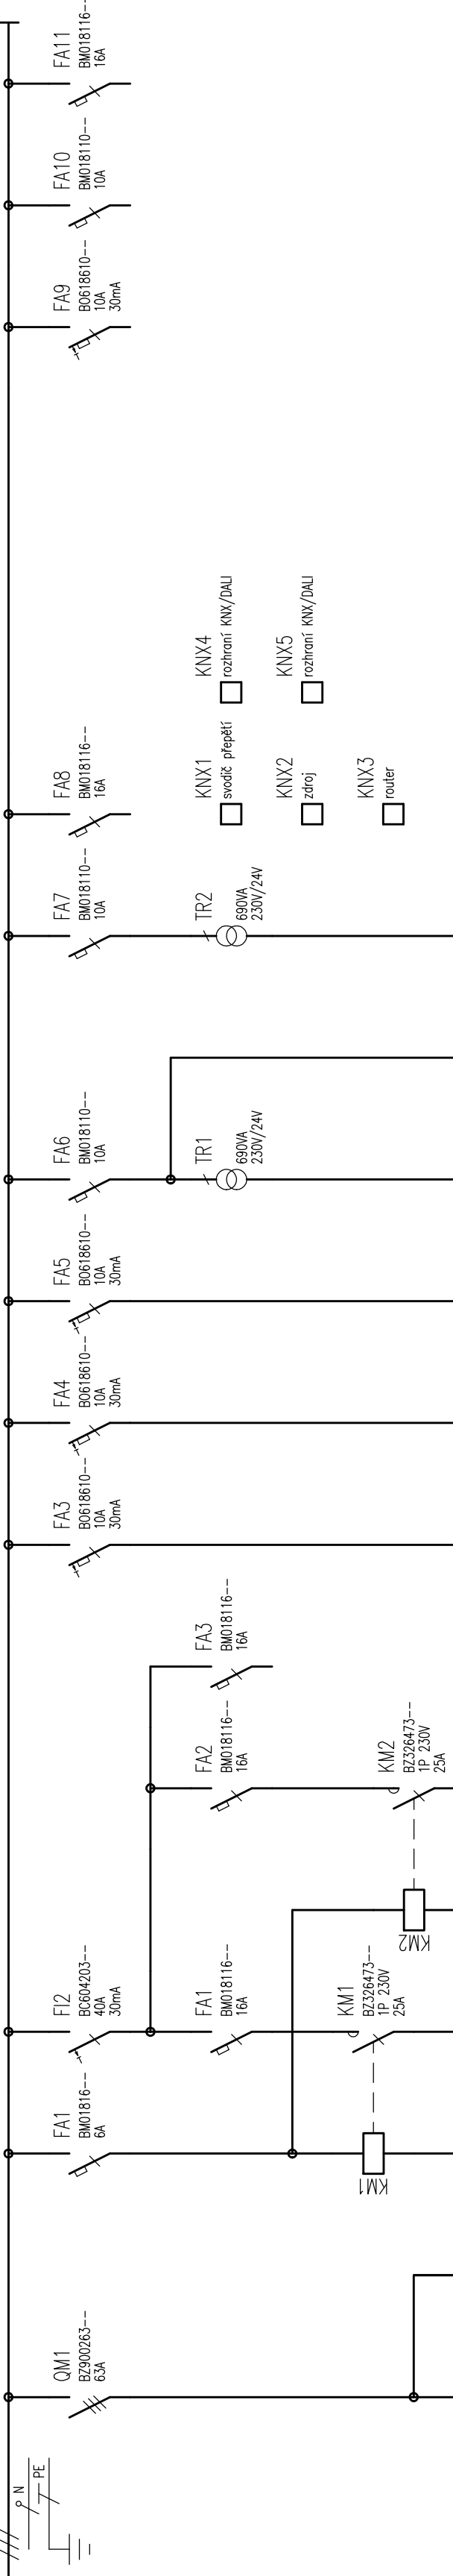 N
PE
QM1
BZ900263--
63A
FA1
BM01816--
6A
KM1
FI2
BC604203--
40A
30mA
FA1
BM018116--
16A
KM1
BZ326473--
1P 230V
25A
KM2
FA2
BM018116--
16A
KM2
BZ326473--
1P 230V
25A
FA3
BM018116--
16A
FA3
BO618610--
10A
30mA
FA4
BO618610--
10A
30mA
FA5
BO618610--
10A
30mA
FA6
BM018110--
10A
TR1
690VA
230V/24V
FA7
BM018110--
10A
TR2
690VA
230V/24V
FA8
BM018116--
16A
KNX1
svodič přepětí
KNX2
zdroj
KNX3
router
KNX4
rozhraní KNX/DALI
KNX5
rozhraní KNX/DALI
FA9
BO618610--
10A
30mA
FA10
BM018110--
10A
FA11
BM018116--
16A